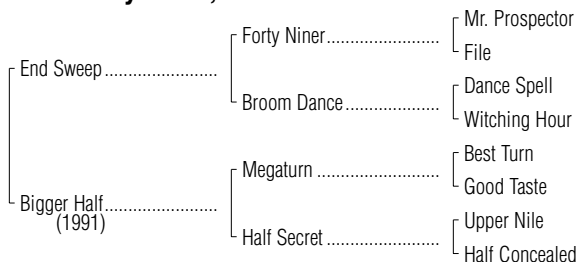 Mr. Prospector
Forty Niner........................
File
End Sweep........................
Dance Spell
Broom Dance....................
Witching Hour
Best Turn
Megaturn ..........................
Good Taste
Bigger Half........................
(1991)
Upper Nile
Half Secret ........................
Half Concealed